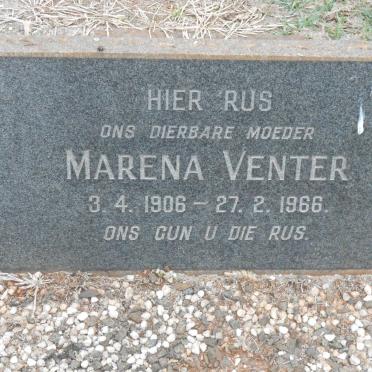 HIER RUS
ONS DIERBARE MOEDER
MARENA VENTER
3. 4. 1906 – 27. 2. 1966.
ONS GUN U DIE RUS.